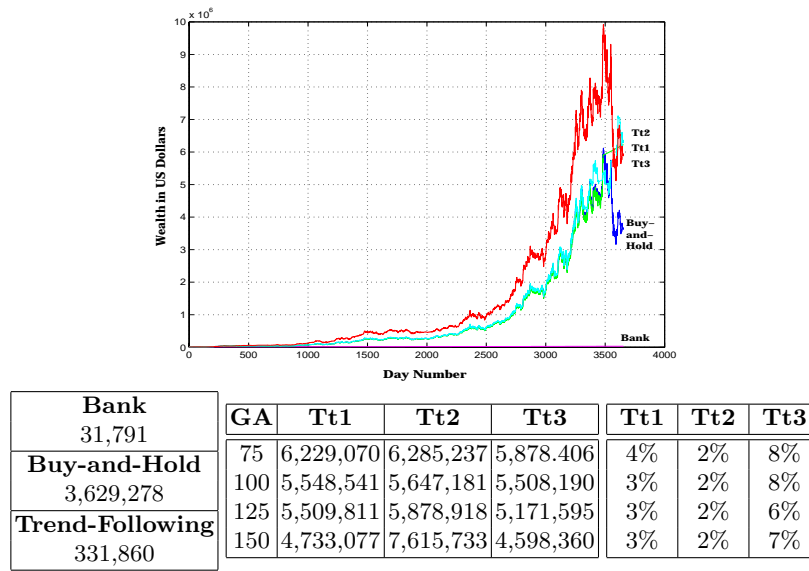 x 10⁶
10
9
8
7
6
5
4
3
2
1
0
Wealth in US Dollars
Tt2
Tt1
Tt3
Buy-
and-
Hold
Bank
0 500 1000 1500 2000 2500 3000 3500 4000
Day Number
Bank
31,791
Buy-and-Hold
3,629,278
Trend-Following
331,860
GA Tt1 Tt2 Tt3 Tt1 Tt2 Tt3
75 6,229,070 6,285,237 5,878.406 4% 2% 8%
100 5,548,541 5,647,181 5,508,190 3% 2% 8%
125 5,509,811 5,878,918 5,171,595 3% 2% 6%
150 4,733,077 7,615,733 4,598,360 3% 2% 7%